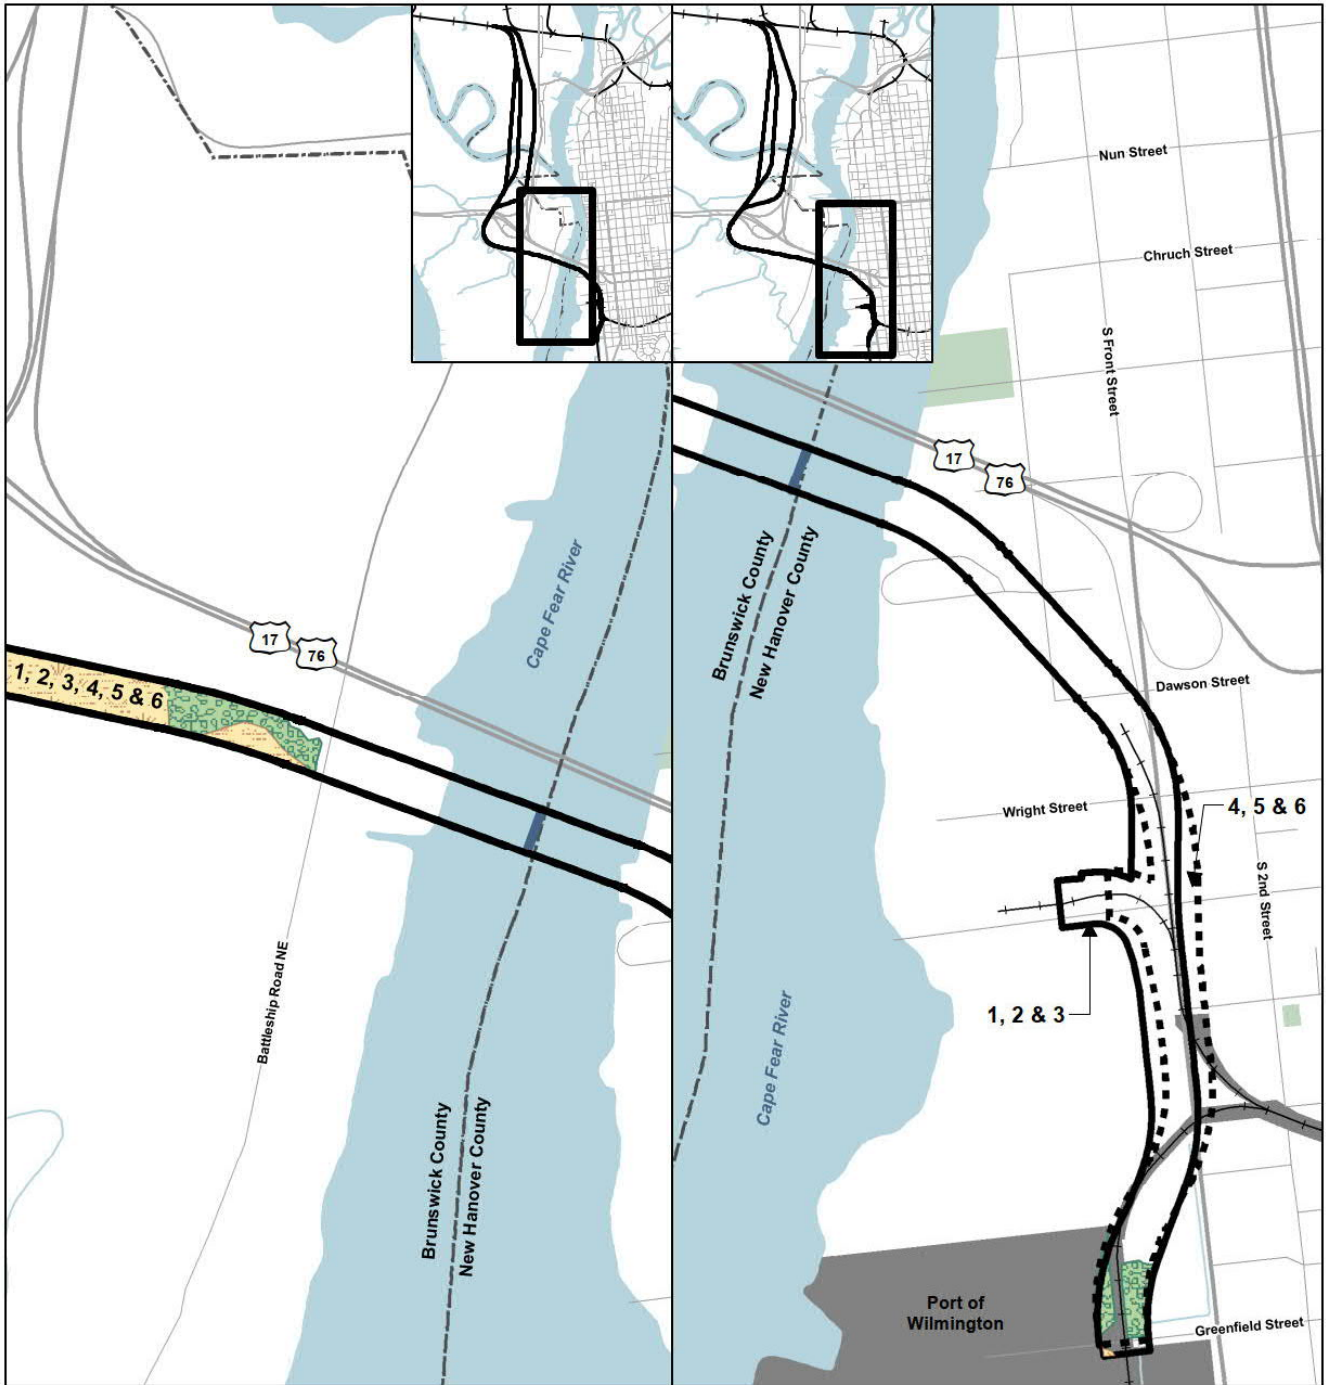 Nun Street
Chruch Street
S Front Street
17
76
Cape Fear River
Brunswick County
New Hanover County
17
76
1, 2, 3, 4, 5 & 6
Dawson Street
Wright Street
4, 5 & 6
S 2nd Street
Battleship Road NE
1, 2 & 3
Cape Fear River
Brunswick County
New Hanover County
Port of
Wilmington
Greenfield Street